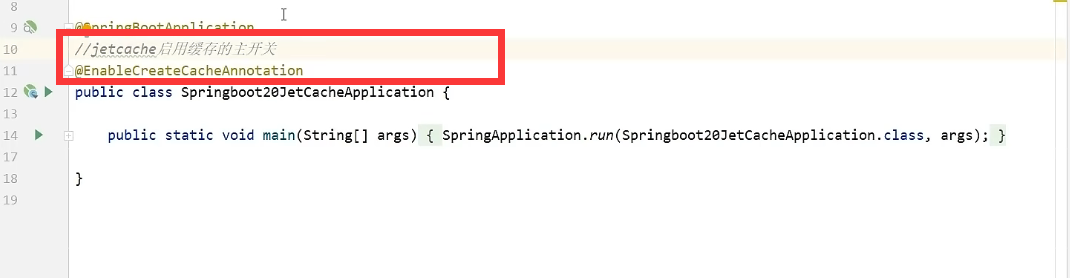 8
9 @SpringBootApplication
10 //jetcache启用缓存的主开关
11 @EnableCreateCacheAnnotation
12 public class Springboot20JetCacheApplication {
13
14 public static void main(String[] args) { SpringApplication.run(Springboot20JetCacheApplication.class, args); }
17
18 }
19